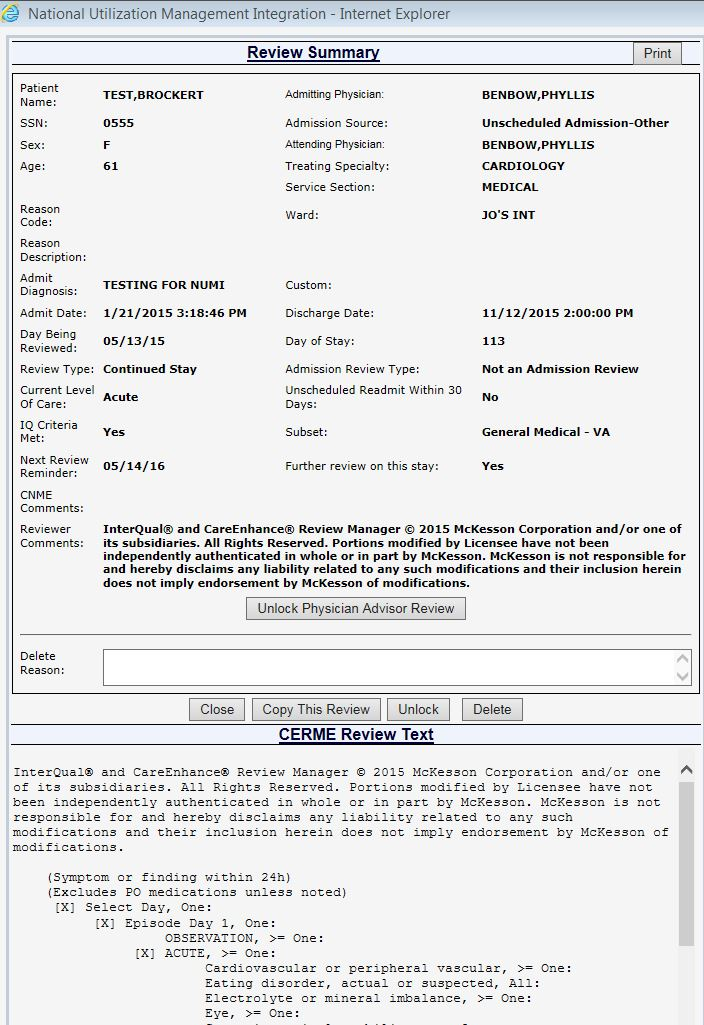 National Utilization Management Integration - Internet Explorer
Review Summary
Print
Patient Name: TEST,BROCKERT Admitting Physician: BENBOW,PHYLLIS
SSN: 0555 Admission Source: Unscheduled Admission-Other
Sex: F Attending Physician: BENBOW,PHYLLIS
Age: 61 Treating Specialty: CARDIOLOGY
Service Section: MEDICAL
Reason Code: Ward: JO'S INT
Reason Description:
Admit Diagnosis: TESTING FOR NUMI Custom:
Admit Date: 1/21/2015 3:18:46 PM Discharge Date: 11/12/2015 2:00:00 PM
Day Being Reviewed: 05/13/15 Day of Stay: 113
Review Type: Continued Stay Admission Review Type: Not an Admission Review
Current Level Of Care: Acute Unscheduled Readmit Within 30 Days: No
IQ Criteria Met: Yes Subset: General Medical - VA
Next Review Reminder: 05/14/16 Further review on this stay: Yes
CNME Comments:
Reviewer Comments: InterQual® and CareEnhance® Review Manager © 2015 McKesson Corporation and/or one of
its subsidiaries. All Rights Reserved. Portions modified by Licensee have not been
independently authenticated in whole or in part by McKesson. McKesson is not responsible for
and hereby disclaims any liability related to any such modifications and their inclusion herein
does not imply endorsement by McKesson of modifications.
Unlock Physician Advisor Review
Delete Reason:
Close Copy This Review Unlock Delete
CERME Review Text
InterQual® and CareEnhance® Review Manager © 2015 McKesson Corporation and/or one
of its subsidiaries. All Rights Reserved. Portions modified by Licensee have not
been independently authenticated in whole or in part by McKesson. McKesson is not
responsible for and hereby disclaims any liability related to any such
modifications and their inclusion herein does not imply endorsement by McKesson of
modifications.
(Symptom or finding within 24h)
(Excludes PO medications unless noted)
[X] Select Day, One:
[X] Episode Day 1, One:
OBSERVATION, >= One:
[X] ACUTE, >= One:
Cardiovascular or peripheral vascular, >= One:
Eating disorder, actual or suspected, All:
Electrolyte or mineral imbalance, >= One:
Eye, >= One: